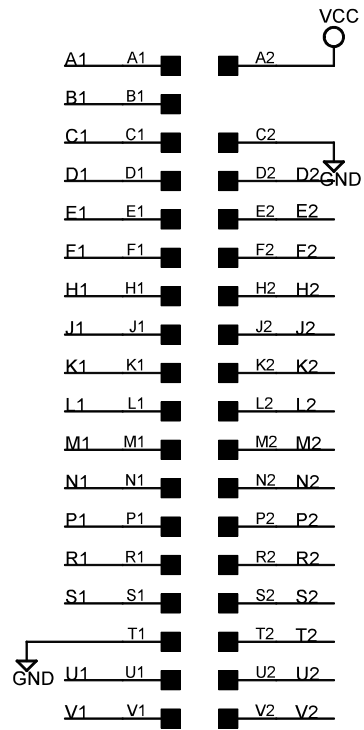 VCC
A1 A1 A2
B1 B1
C1 C1 C2
D1 D1 D2 D2
GND
E1 E1 E2 E2
F1 F1 F2 F2
H1 H1 H2 H2
J1 J1 J2 J2
K1 K1 K2 K2
L1 L1 L2 L2
M1 M1 M2 M2
N1 N1 N2 N2
P1 P1 P2 P2
R1 R1 R2 R2
S1 S1 S2 S2
T1 T2 T2
GND
U1 U1 U2 U2
V1 V1 V2 V2